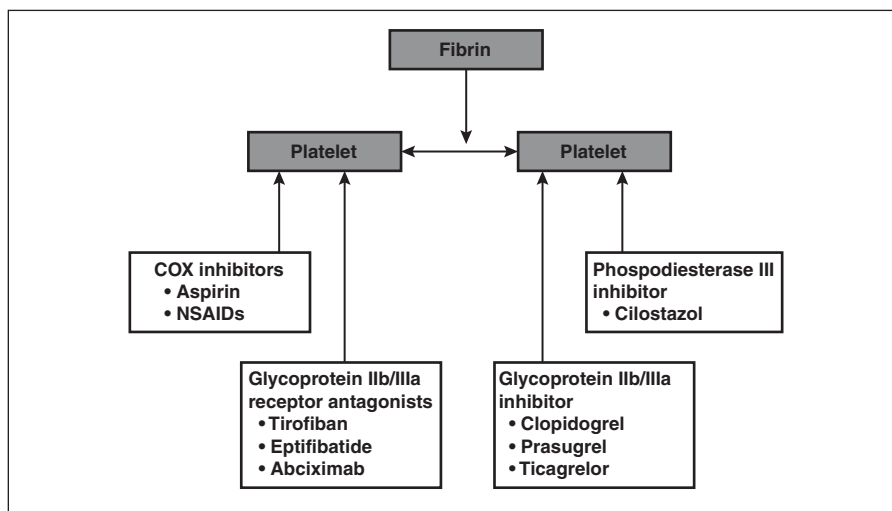 Fibrin
Platelet
Platelet
COX inhibitors
• Aspirin
• NSAIDs
Phospodiesterase III
inhibitor
• Cilostazol
Glycoprotein IIb/IIIa
receptor antagonists
• Tirofiban
• Eptifibatide
• Abciximab
Glycoprotein IIb/IIIa
inhibitor
• Clopidogrel
• Prasugrel
• Ticagrelor